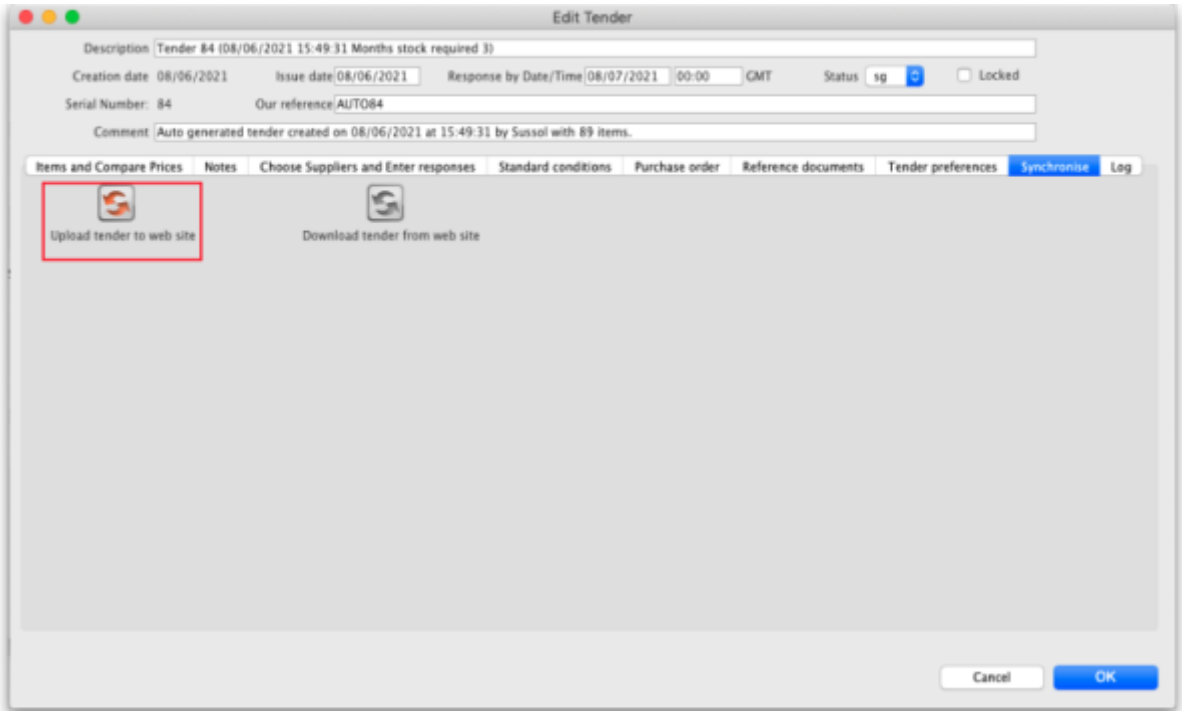 Edit Tender
Description Tender 84 (08/06/2021 15:49:31 Months stock required 3)
Creation date 08/06/2021 Issue date 08/06/2021 Response by Date/Time 08/07/2021 00:00 GMT Status sg Locked
Serial Number: 84 Our reference AUTO84
Comment Auto generated tender created on 08/06/2021 at 15:49:31 by Sussol with 89 items.
Items and Compare Prices Notes Choose Suppliers and Enter responses Standard conditions Purchase order Reference documents Tender preferences Synchronise Log
Upload tender to web site Download tender from web site
Cancel OK